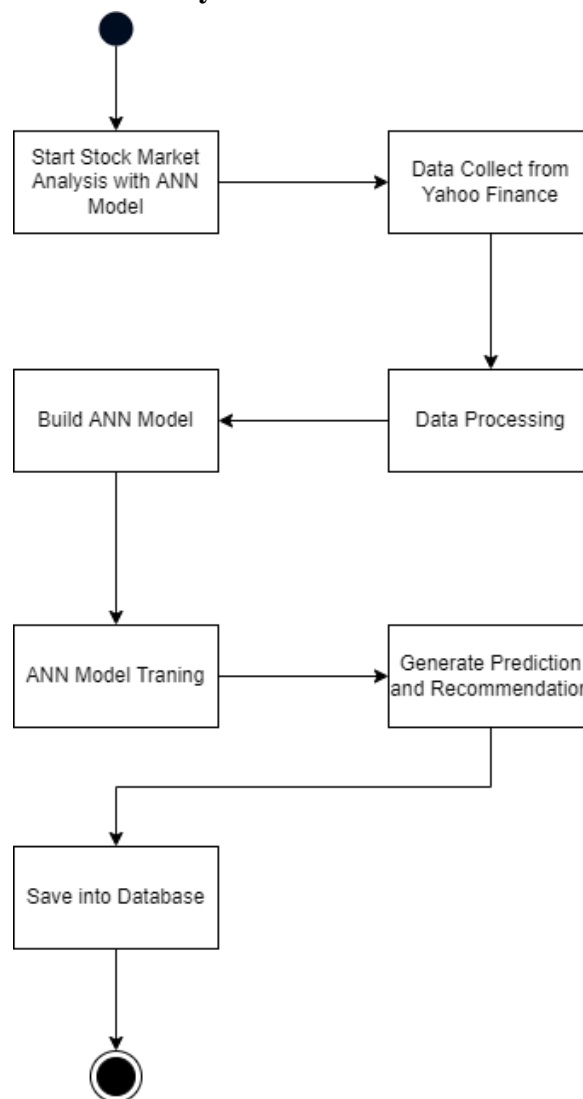 Start Stock Market
Analysis with ANN
Model
Data Collect from
Yahoo Finance
Build ANN Model
Data Processing
ANN Model Traning
Generate Prediction
and Recommendation
Save into Database